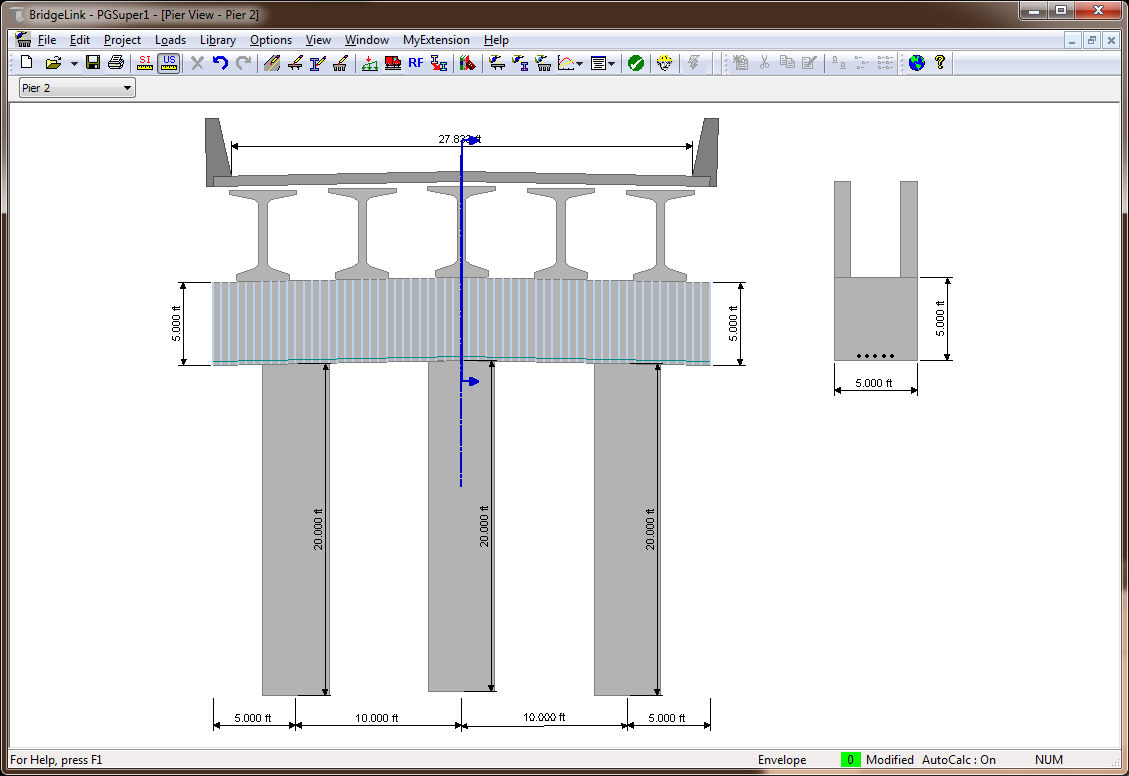 BridgeLink - PGSuper1 - [Pier View - Pier 2]
File Edit Project Loads Library Options View Window MyExtension Help
SI US RF ?
Pier 2
27.833 ft
5.000 ft
5.000 ft
5.000 ft
5.000 ft
20.000 ft
20.000 ft
20.000 ft
5.000 ft
10.000 ft
10.000 ft
5.000 ft
For Help, press F1
Envelope 0 Modified AutoCalc : On NUM